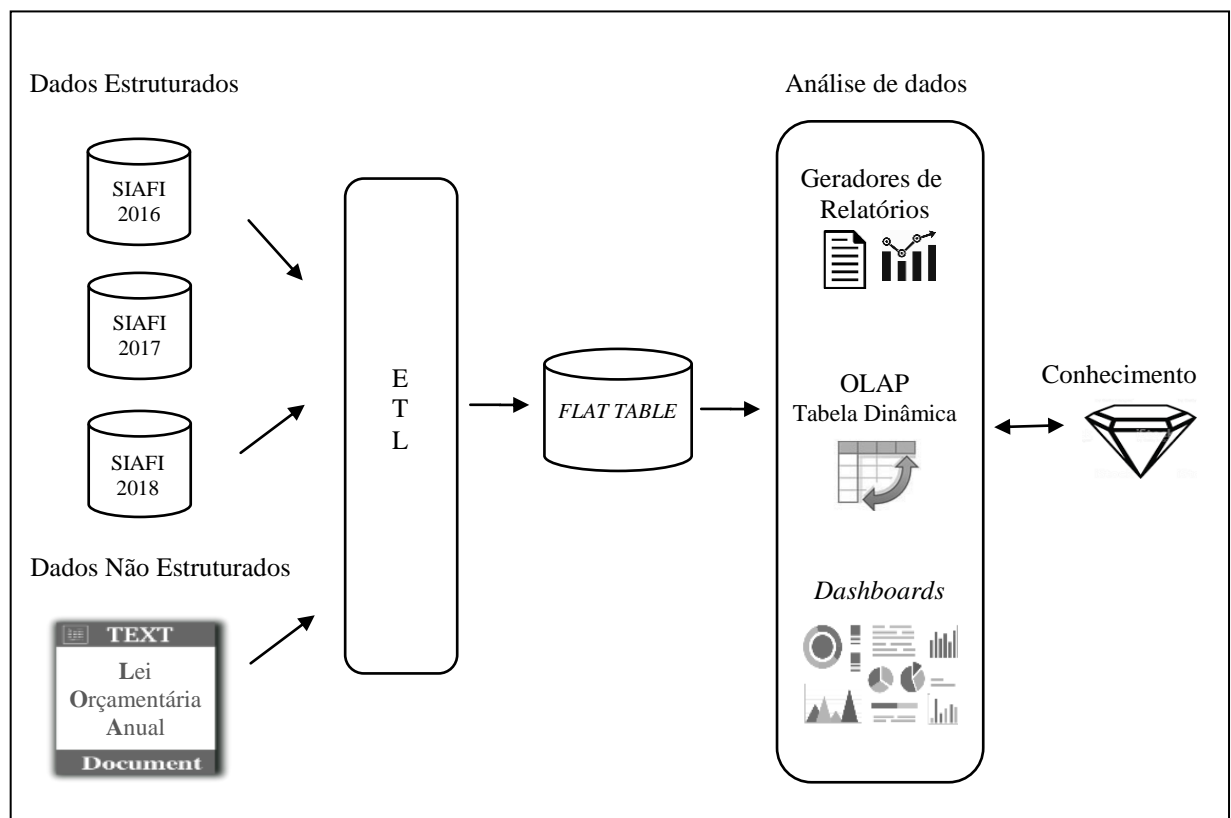 Dados Estruturados
SIAFI
2016
SIAFI
2017
SIAFI
2018
Dados Não Estruturados
TEXT
Lei
Orçamentária
Anual
Document
E
T
L
FLAT TABLE
Análise de dados
Geradores de
Relatórios
OLAP
Tabela Dinâmica
Dashboards
Conhecimento